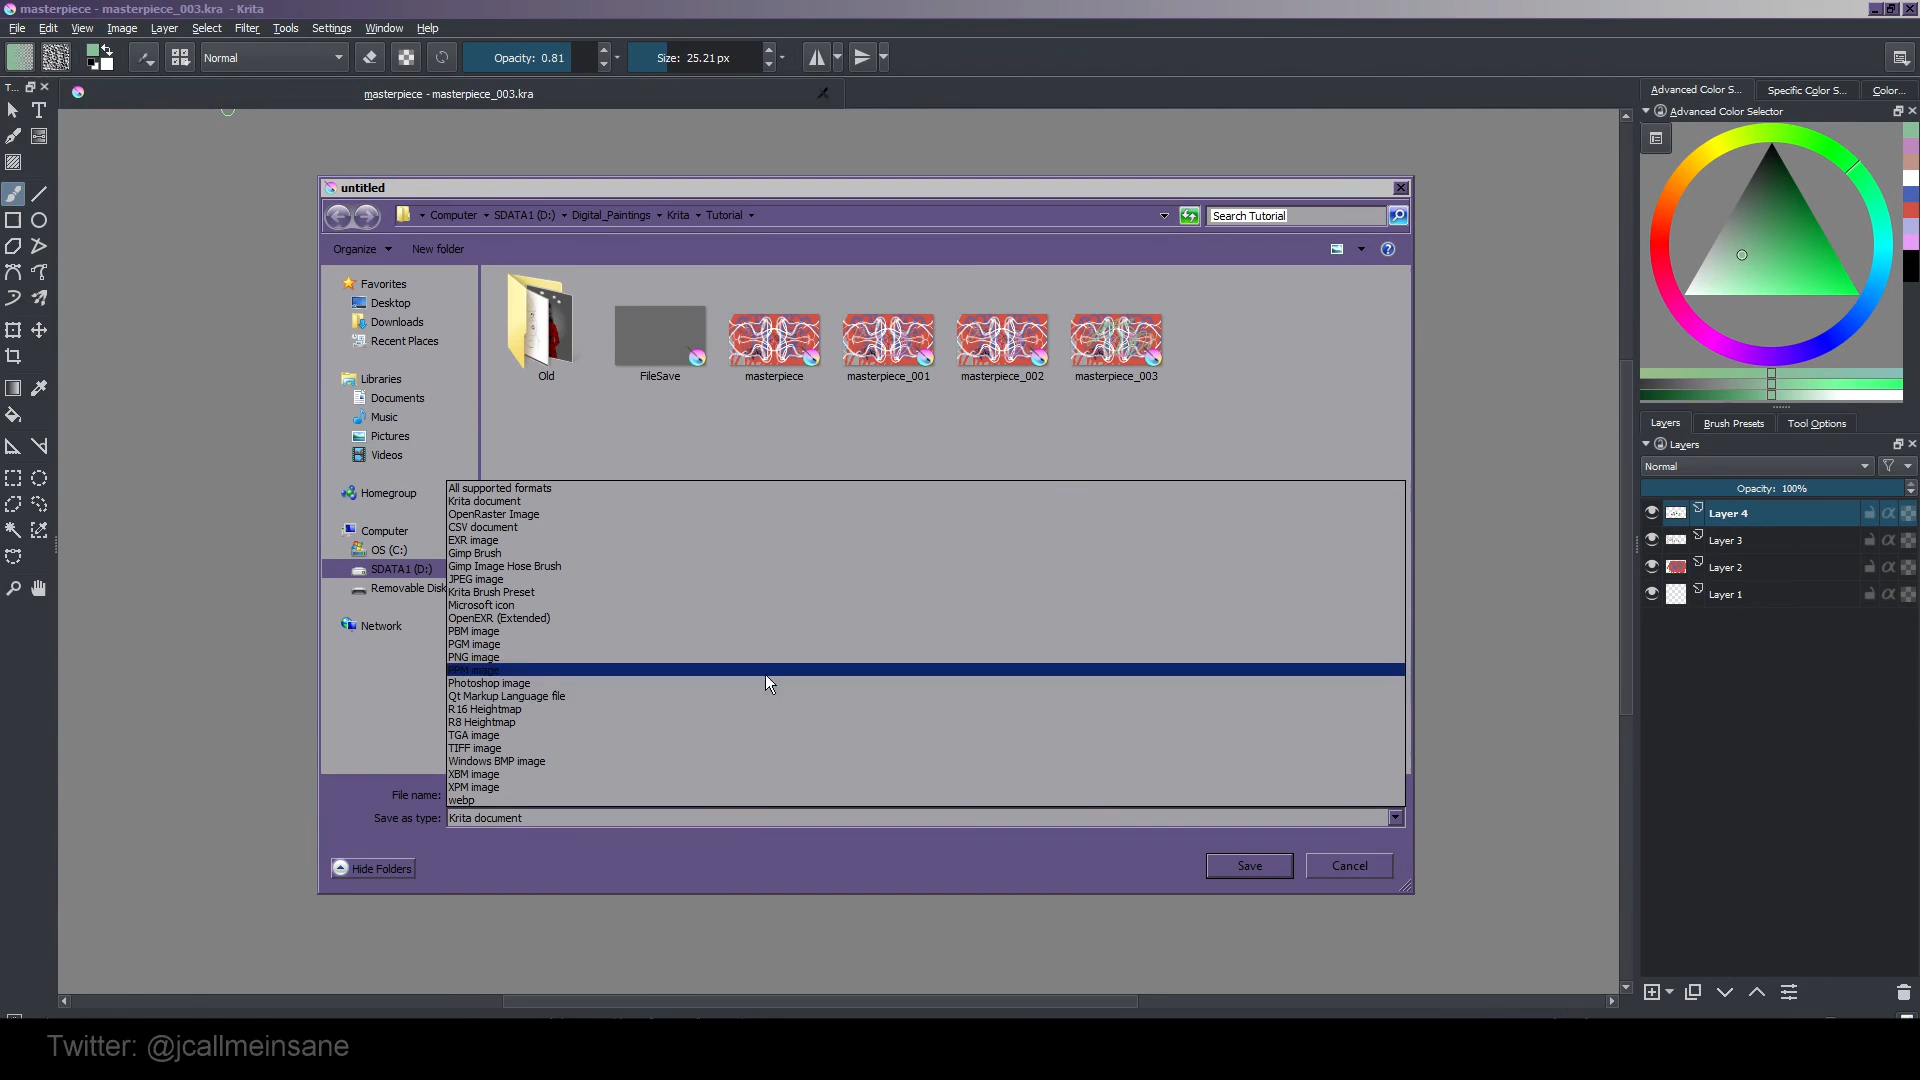 masterpiece - masterpiece_003.kra - Krita
File Edit View Image Layer Select Filter Tools Settings Window Help
Normal
Opacity: 0.81
Size: 25.21 px
T...
masterpiece - masterpiece_003.kra
Advanced Color S...
Specific Color S...
Color...
Advanced Color Selector
untitled
Computer
SDATA1 (D:)
Digital_Paintings
Krita
Tutorial
Search Tutorial
Organize
New folder
Favorites
Desktop
Downloads
Recent Places
Libraries
Documents
Music
Pictures
Videos
Homegroup
Computer
OS (C:)
SDATA1 (D:)
Removable Disk
Network
Old
FileSave
masterpiece
masterpiece_001
masterpiece_002
masterpiece_003
All supported formats
Krita document
OpenRaster Image
CSV document
EXR image
Gimp Brush
Gimp Image Hose Brush
JPEG image
Krita Brush Preset
Microsoft icon
OpenEXR (Extended)
PBM image
PGM image
PNG image
PPM image
Photoshop image
Qt Markup Language file
R16 Heightmap
R8 Heightmap
TGA image
TIFF image
Windows BMP image
XBM image
XPM image
webp
File name:
Save as type:
Krita document
Hide Folders
Save
Cancel
Layers
Brush Presets
Tool Options
Layers
Normal
Opacity: 100%
Layer 4
Layer 3
Layer 2
Layer 1
Twitter: @jcallmeinsane